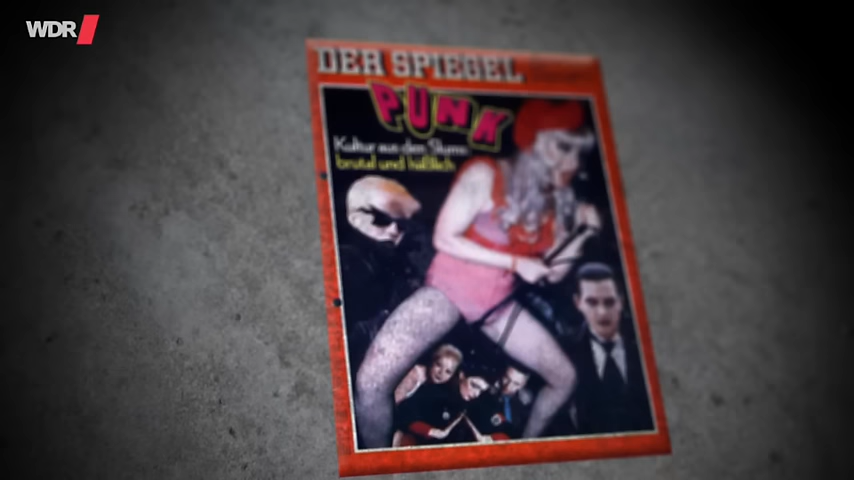 WDR
DER SPIEGEL
PUNK
Kultur aus den Slums:
brutal und häßlich